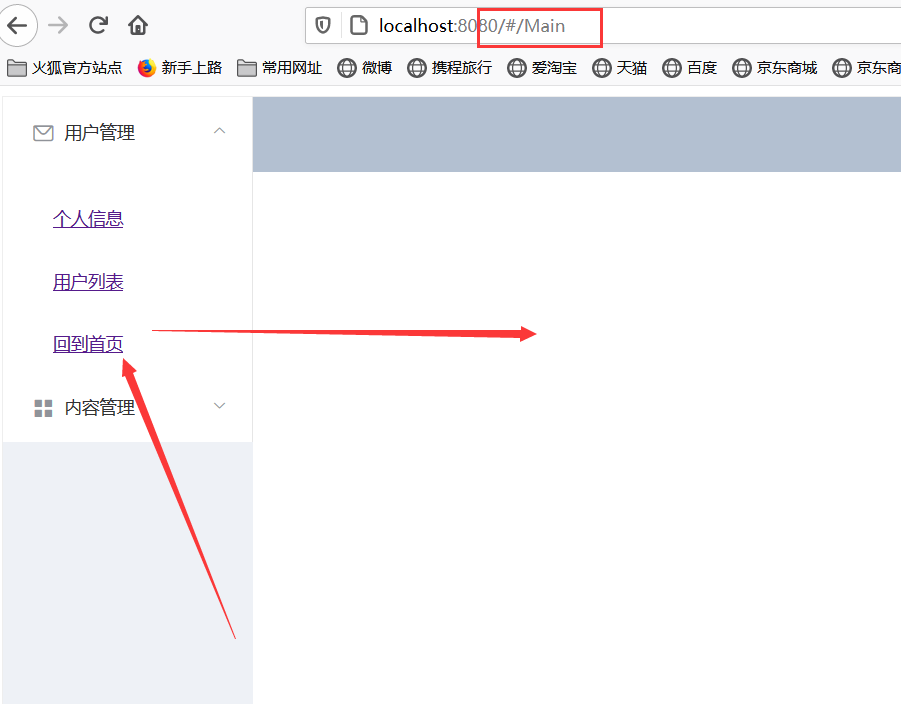 localhost:8080/#/Main
火狐官方站点 新手上路 常用网址 微博 携程旅行 爱淘宝 天猫 百度 京东商城 京东商
用户管理
个人信息
用户列表
回到首页
内容管理